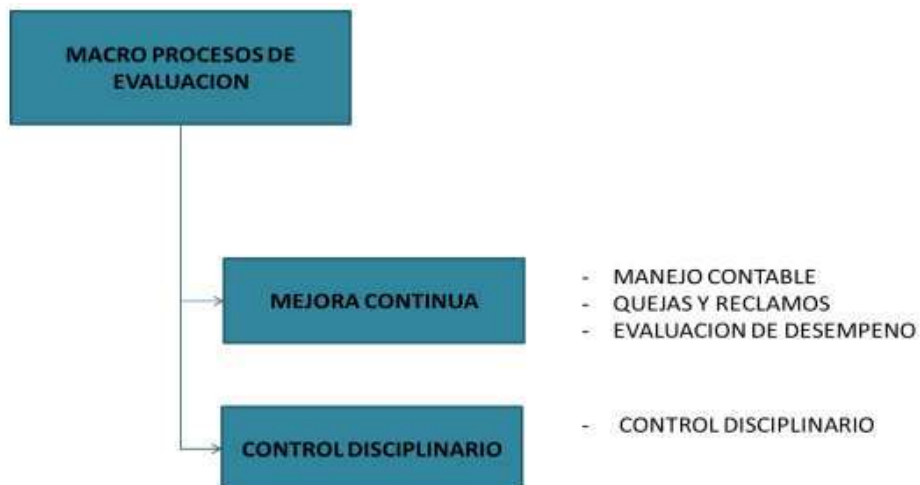 MACRO PROCESOS DE
EVALUACION
MEJORA CONTINUA
- MANEJO CONTABLE
- QUEJAS Y RECLAMOS
- EVALUACION DE DESEMPENO
CONTROL DISCIPLINARIO
- CONTROL DISCIPLINARIO